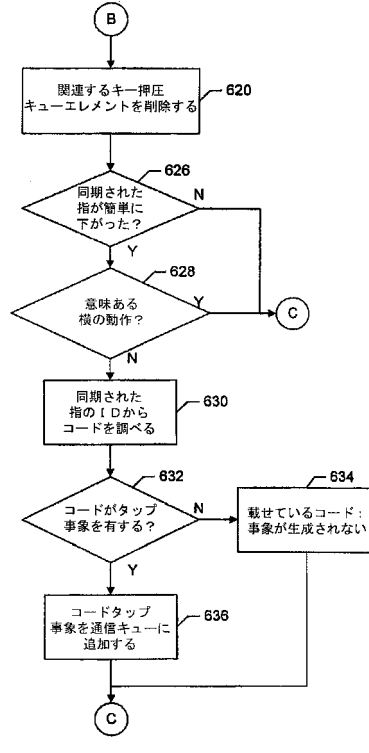 B
関連するキー押圧
キューエレメントを削除する
620
626
同期された
指が簡単に
下がった？
N
Y
628
意味ある
横の動作？
Y
C
N
同期された
指のＩＤから
コードを調べる
630
632
コードがタップ
事象を有する？
N
634
載せているコード：
事象が生成されない
Y
コードタップ
事象を通信キューに
追加する
636
C